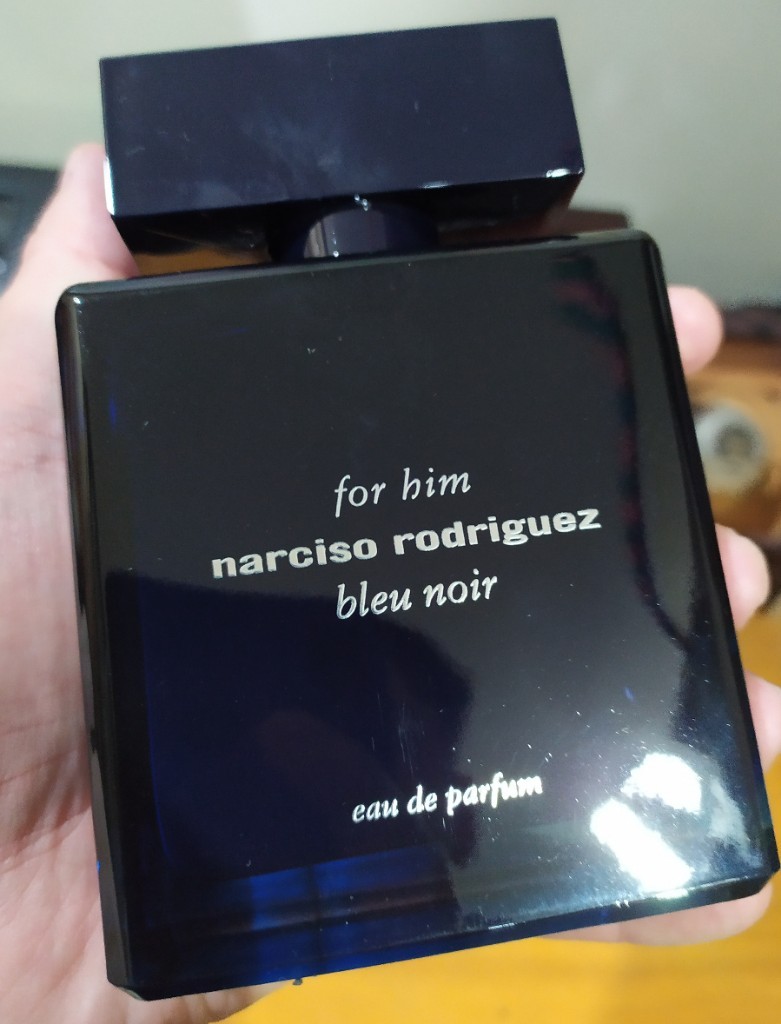 for him
narciso rodriguez
bleu noir
eau de parfum